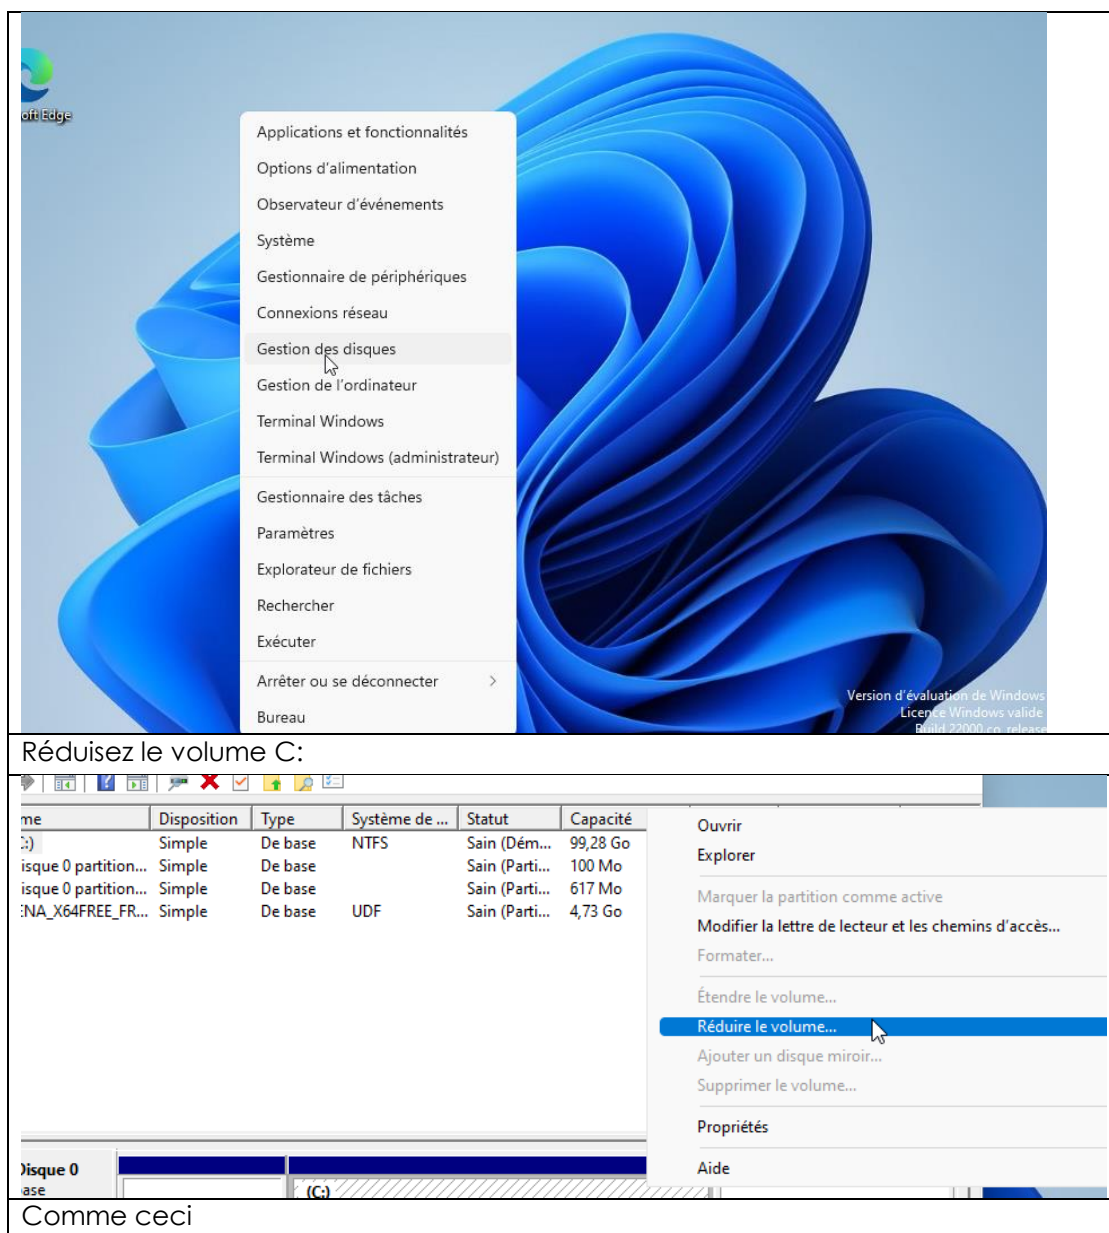 oft Edge
Applications et fonctionnalités
Options d'alimentation
Observateur d'événements
Système
Gestionnaire de périphériques
Connexions réseau
Gestion des disques
Gestion de l'ordinateur
Terminal Windows
Terminal Windows (administrateur)
Gestionnaire des tâches
Paramètres
Explorateur de fichiers
Rechercher
Exécuter
Arrêter ou se déconnecter
Bureau
Version d'évaluation de Windows
Licence Windows valide
Build 22000.co_release
Réduisez le volume C:
me Disposition Type Système de ... Statut Capacité
:) Simple De base NTFS Sain (Dém... 99,28 Go
isque 0 partition... Simple De base Sain (Parti... 100 Mo
isque 0 partition... Simple De base Sain (Parti... 617 Mo
ENA_X64FREE_FR... Simple De base UDF Sain (Parti... 4,73 Go
Ouvrir
Explorer
Marquer la partition comme active
Modifier la lettre de lecteur et les chemins d'accès...
Formater...
Étendre le volume...
Réduire le volume...
Ajouter un disque miroir...
Supprimer le volume...
Propriétés
Aide
Disque 0
ase
(C:)
Comme ceci